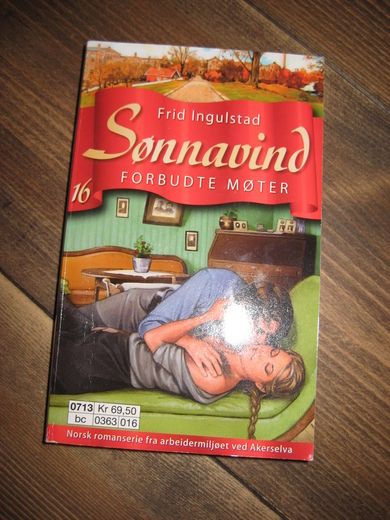 Frid Ingulstad
Sønnavind
16
FORBUDTE MØTER
0713 Kr 69,50
bc 0363 016
Norsk romanserie fra arbeidermiljøet ved Akerselva